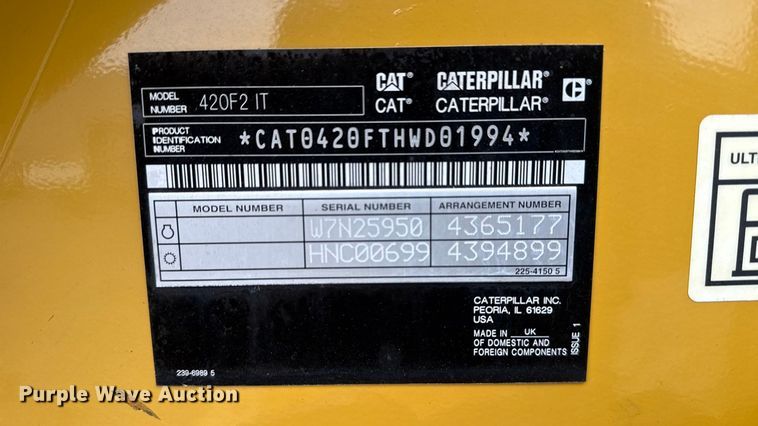 MODEL NUMBER 420F2 IT
CAT® CATERPILLAR®
CAT® CATERPILLAR®
PRODUCT IDENTIFICATION NUMBER *CAT0420FTHWD01994*
MODEL NUMBER SERIAL NUMBER ARRANGEMENT NUMBER
W7N25950 4365177
HNC00699 4394899
225-4150 5
CATERPILLAR INC.
PEORIA, IL 61629
USA
MADE IN UK
OF DOMESTIC AND
FOREIGN COMPONENTS
ISSUE 1
239-6989 5
ULT
Purple Wave Auction